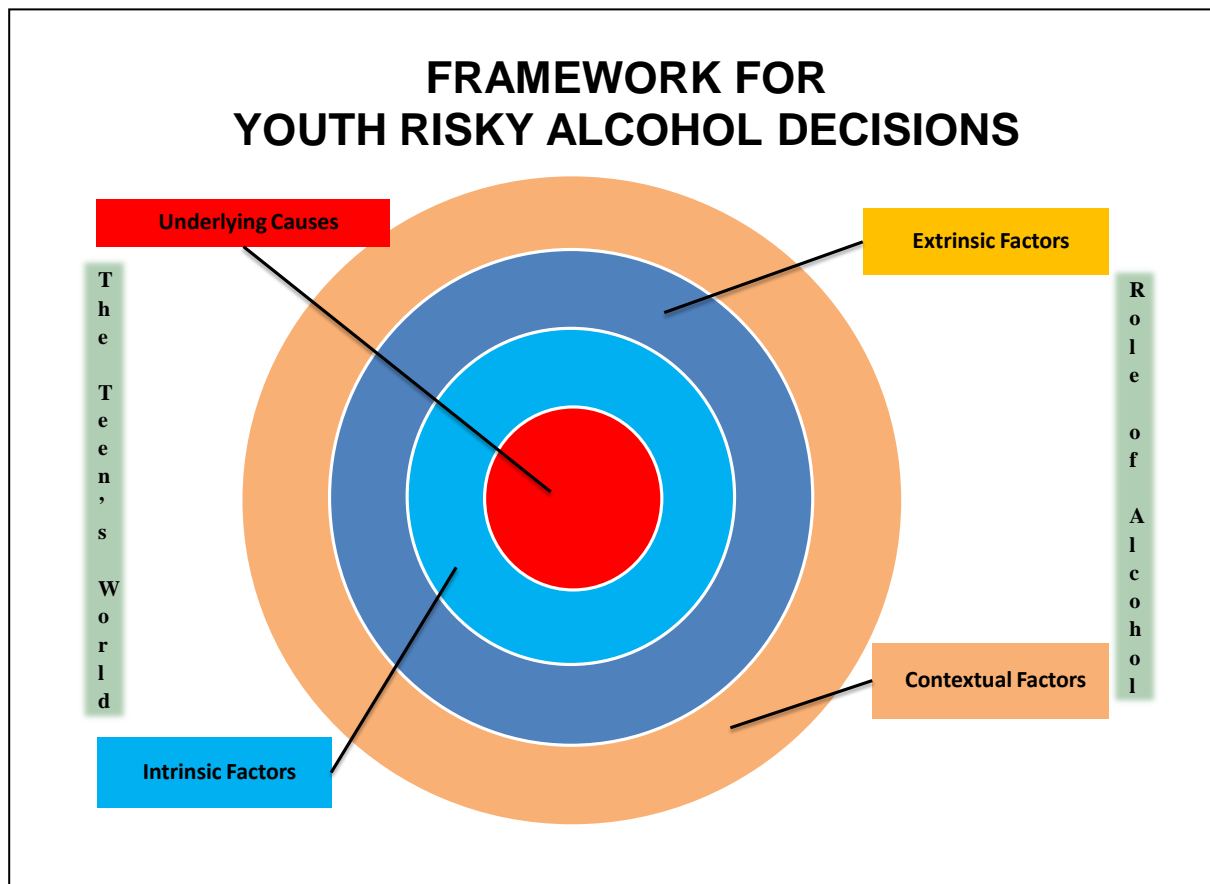 FRAMEWORK FOR
YOUTH RISKY ALCOHOL DECISIONS
Underlying Causes
Extrinsic Factors
The Teen’s World
Role of Alcohol
Contextual Factors
Intrinsic Factors